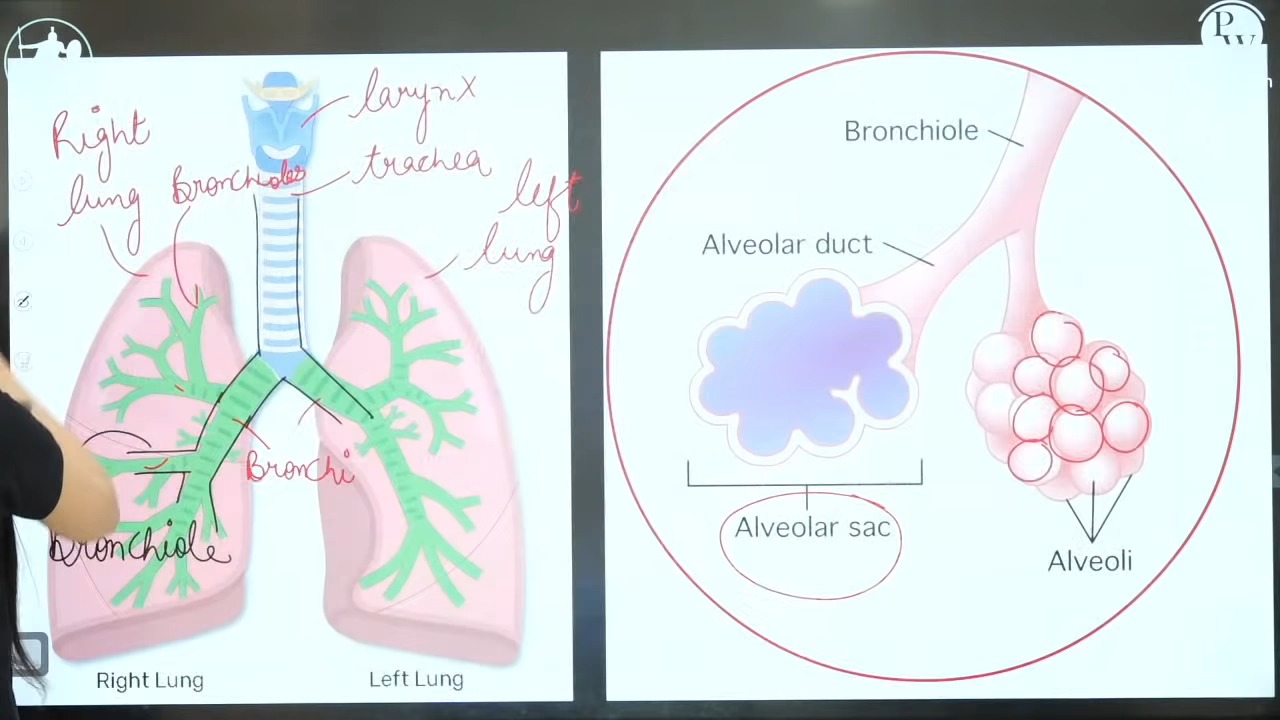 Right
lung
Bronchioles
larynx
trachea
left
lung
Bronchi
Bronchiole
Right Lung
Left Lung
PW
Bronchiole
Alveolar duct
Alveolar sac
Alveoli